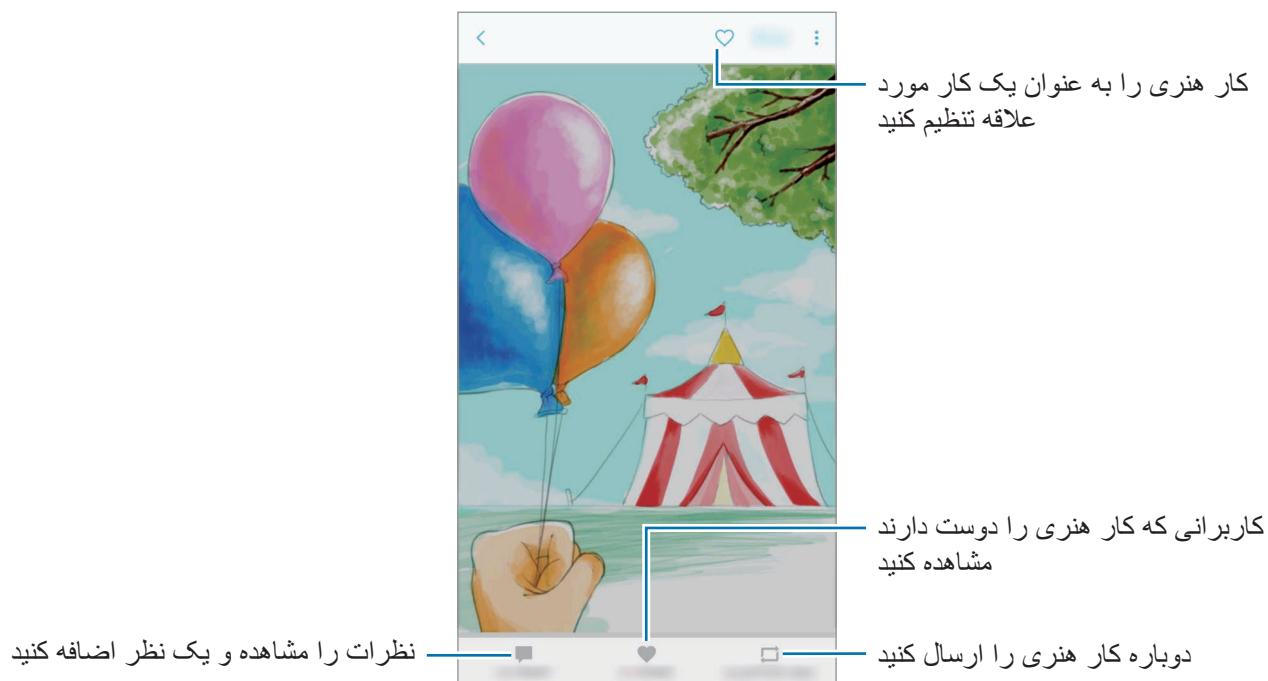 کار هنری را به عنوان یک کار مورد
علاقه تنظیم کنید
کاربرانی که کار هنری را دوست دارند
مشاهده کنید
دوباره کار هنری را ارسال کنید
نظرات را مشاهده و یک نظر اضافه کنید